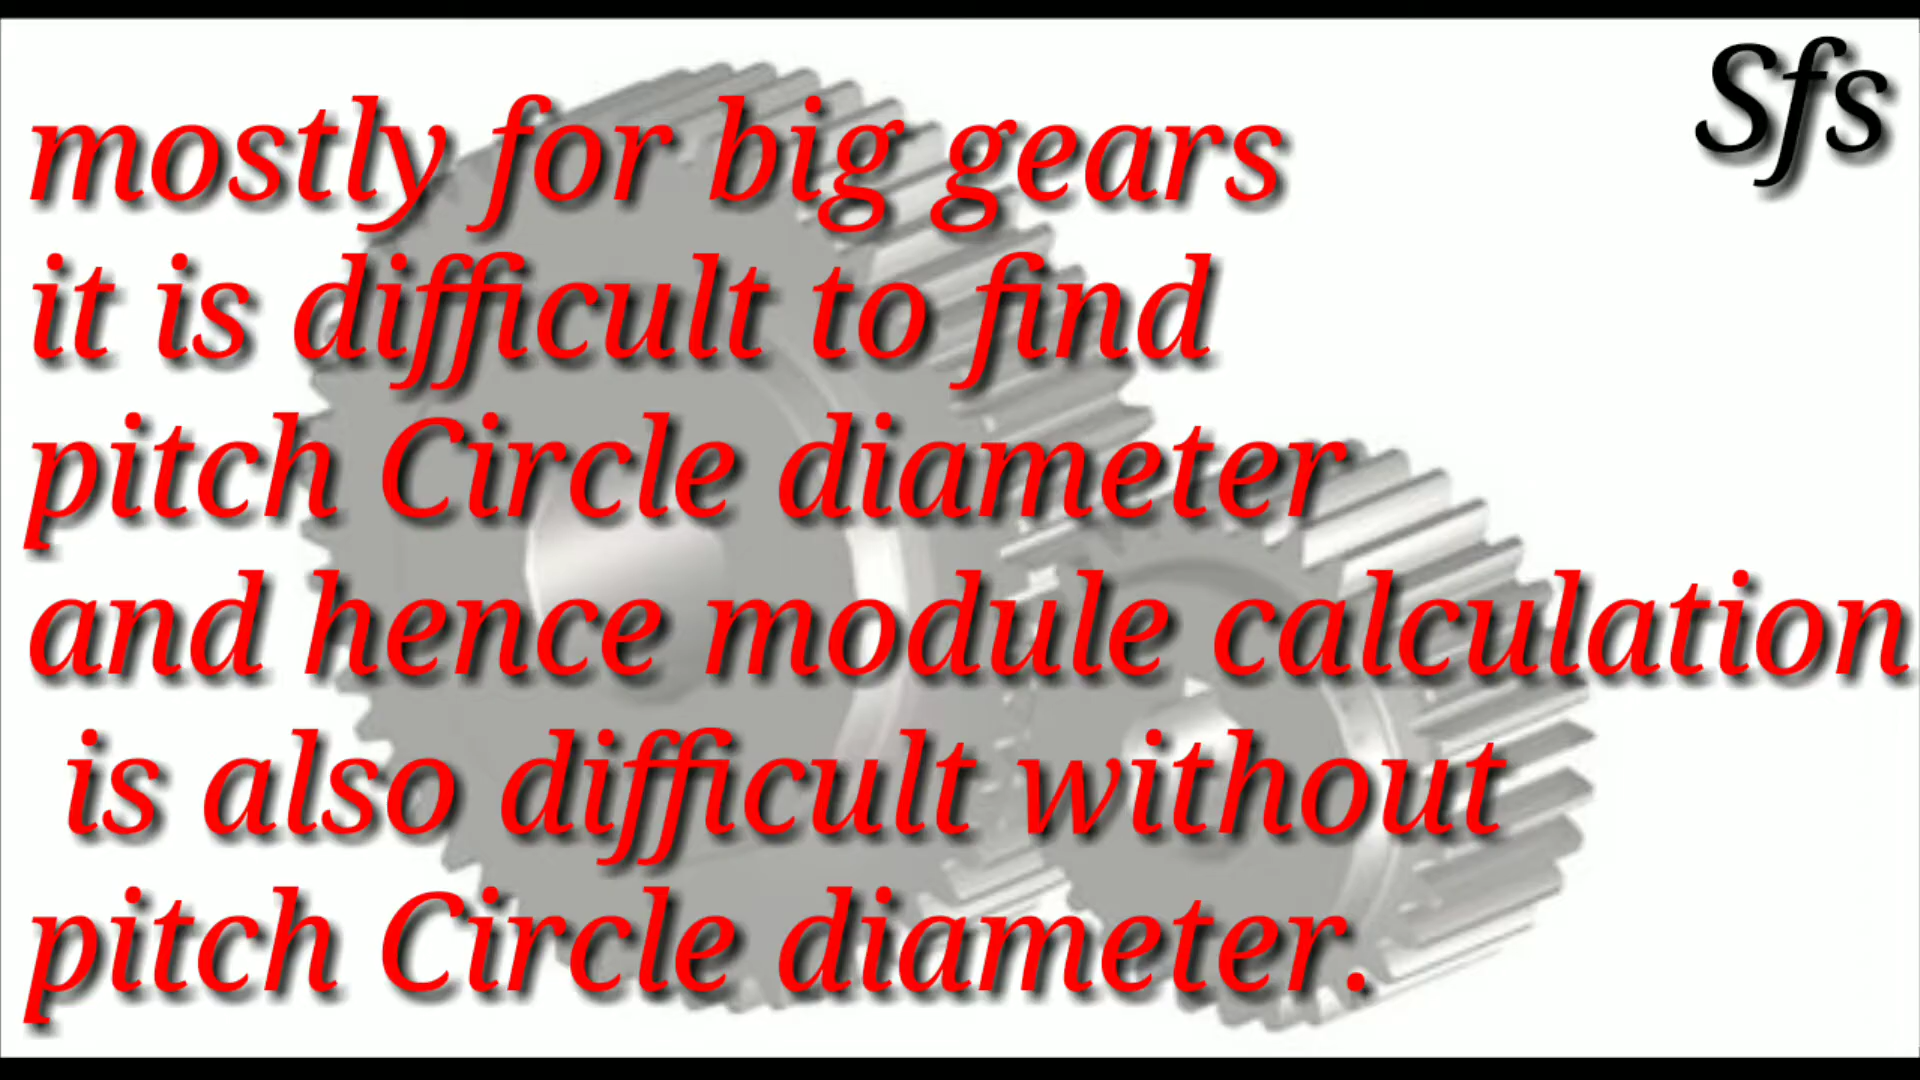 Sfs
mostly for big gears
it is difficult to find
pitch Circle diameter
and hence module calculation
is also difficult without
pitch Circle diameter.